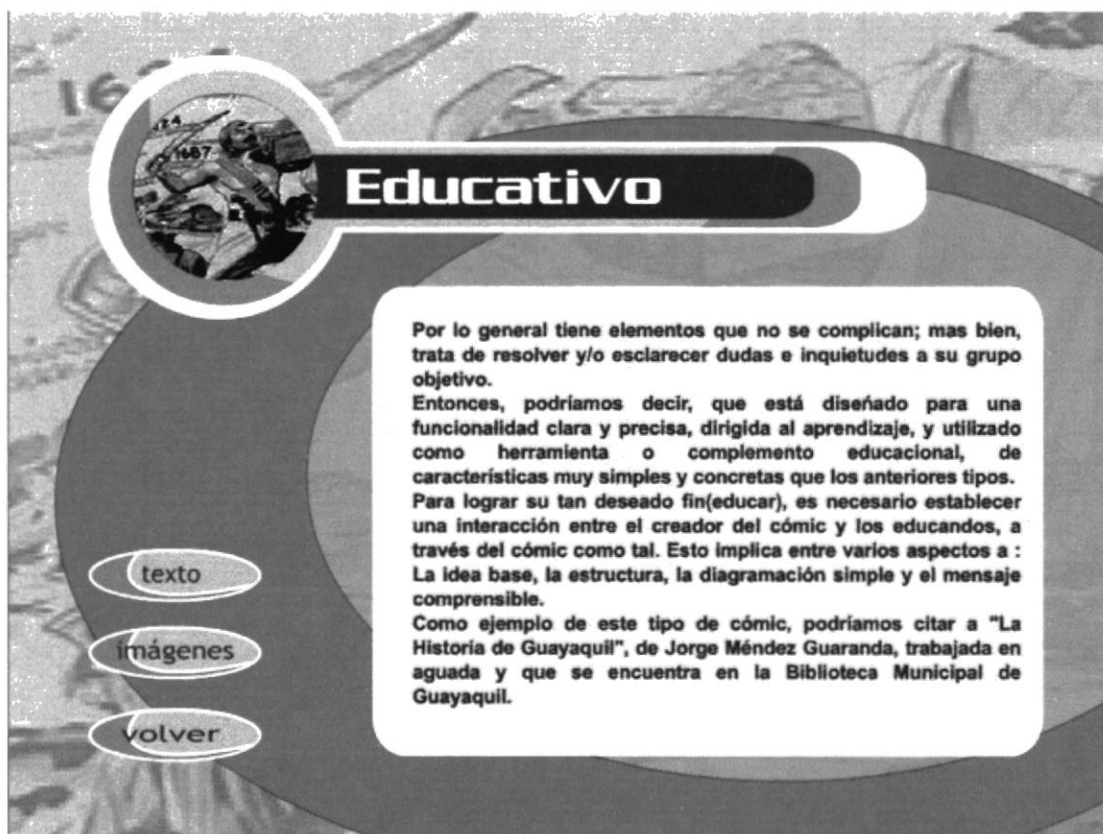 Educativo
Por lo general tiene elementos que no se complican; mas bien,
trata de resolver y/o esclarecer dudas e inquietudes a su grupo
objetivo.
Entonces, podríamos decir, que está diseñado para una
funcionalidad clara y precisa, dirigida al aprendizaje, y utilizado
como herramienta o complemento educacional, de
características muy simples y concretas que los anteriores tipos.
Para lograr su tan deseado fin(educar), es necesario establecer
una interacción entre el creador del cómic y los educandos, a
través del cómic como tal. Esto implica entre varios aspectos a :
La idea base, la estructura, la diagramación simple y el mensaje
comprensible.
Como ejemplo de este tipo de cómic, podríamos citar a "La
Historia de Guayaquil", de Jorge Méndez Guaranda, trabajada en
aguada y que se encuentra en la Biblioteca Municipal de
Guayaquil.
texto
imágenes
volver
1687